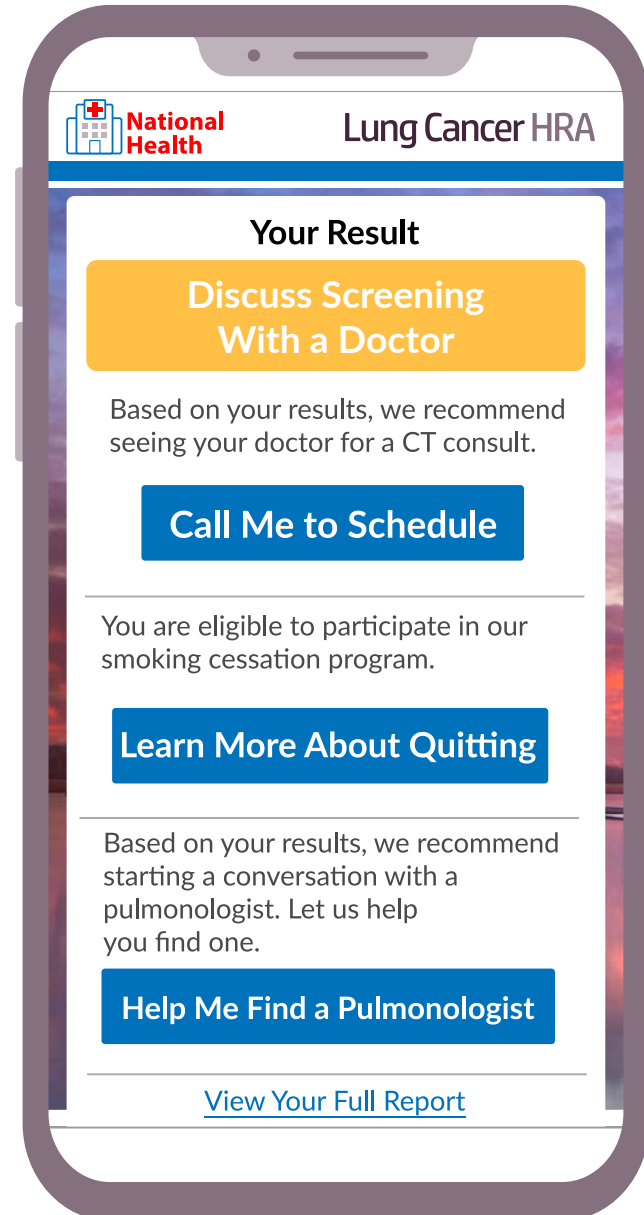 National
Health
Lung Cancer HRA
Your Result
Discuss Screening
With a Doctor
Based on your results, we recommend
seeing your doctor for a CT consult.
Call Me to Schedule
You are eligible to participate in our
smoking cessation program.
Learn More About Quitting
Based on your results, we recommend
starting a conversation with a
pulmonologist. Let us help
you find one.
Help Me Find a Pulmonologist
View Your Full Report